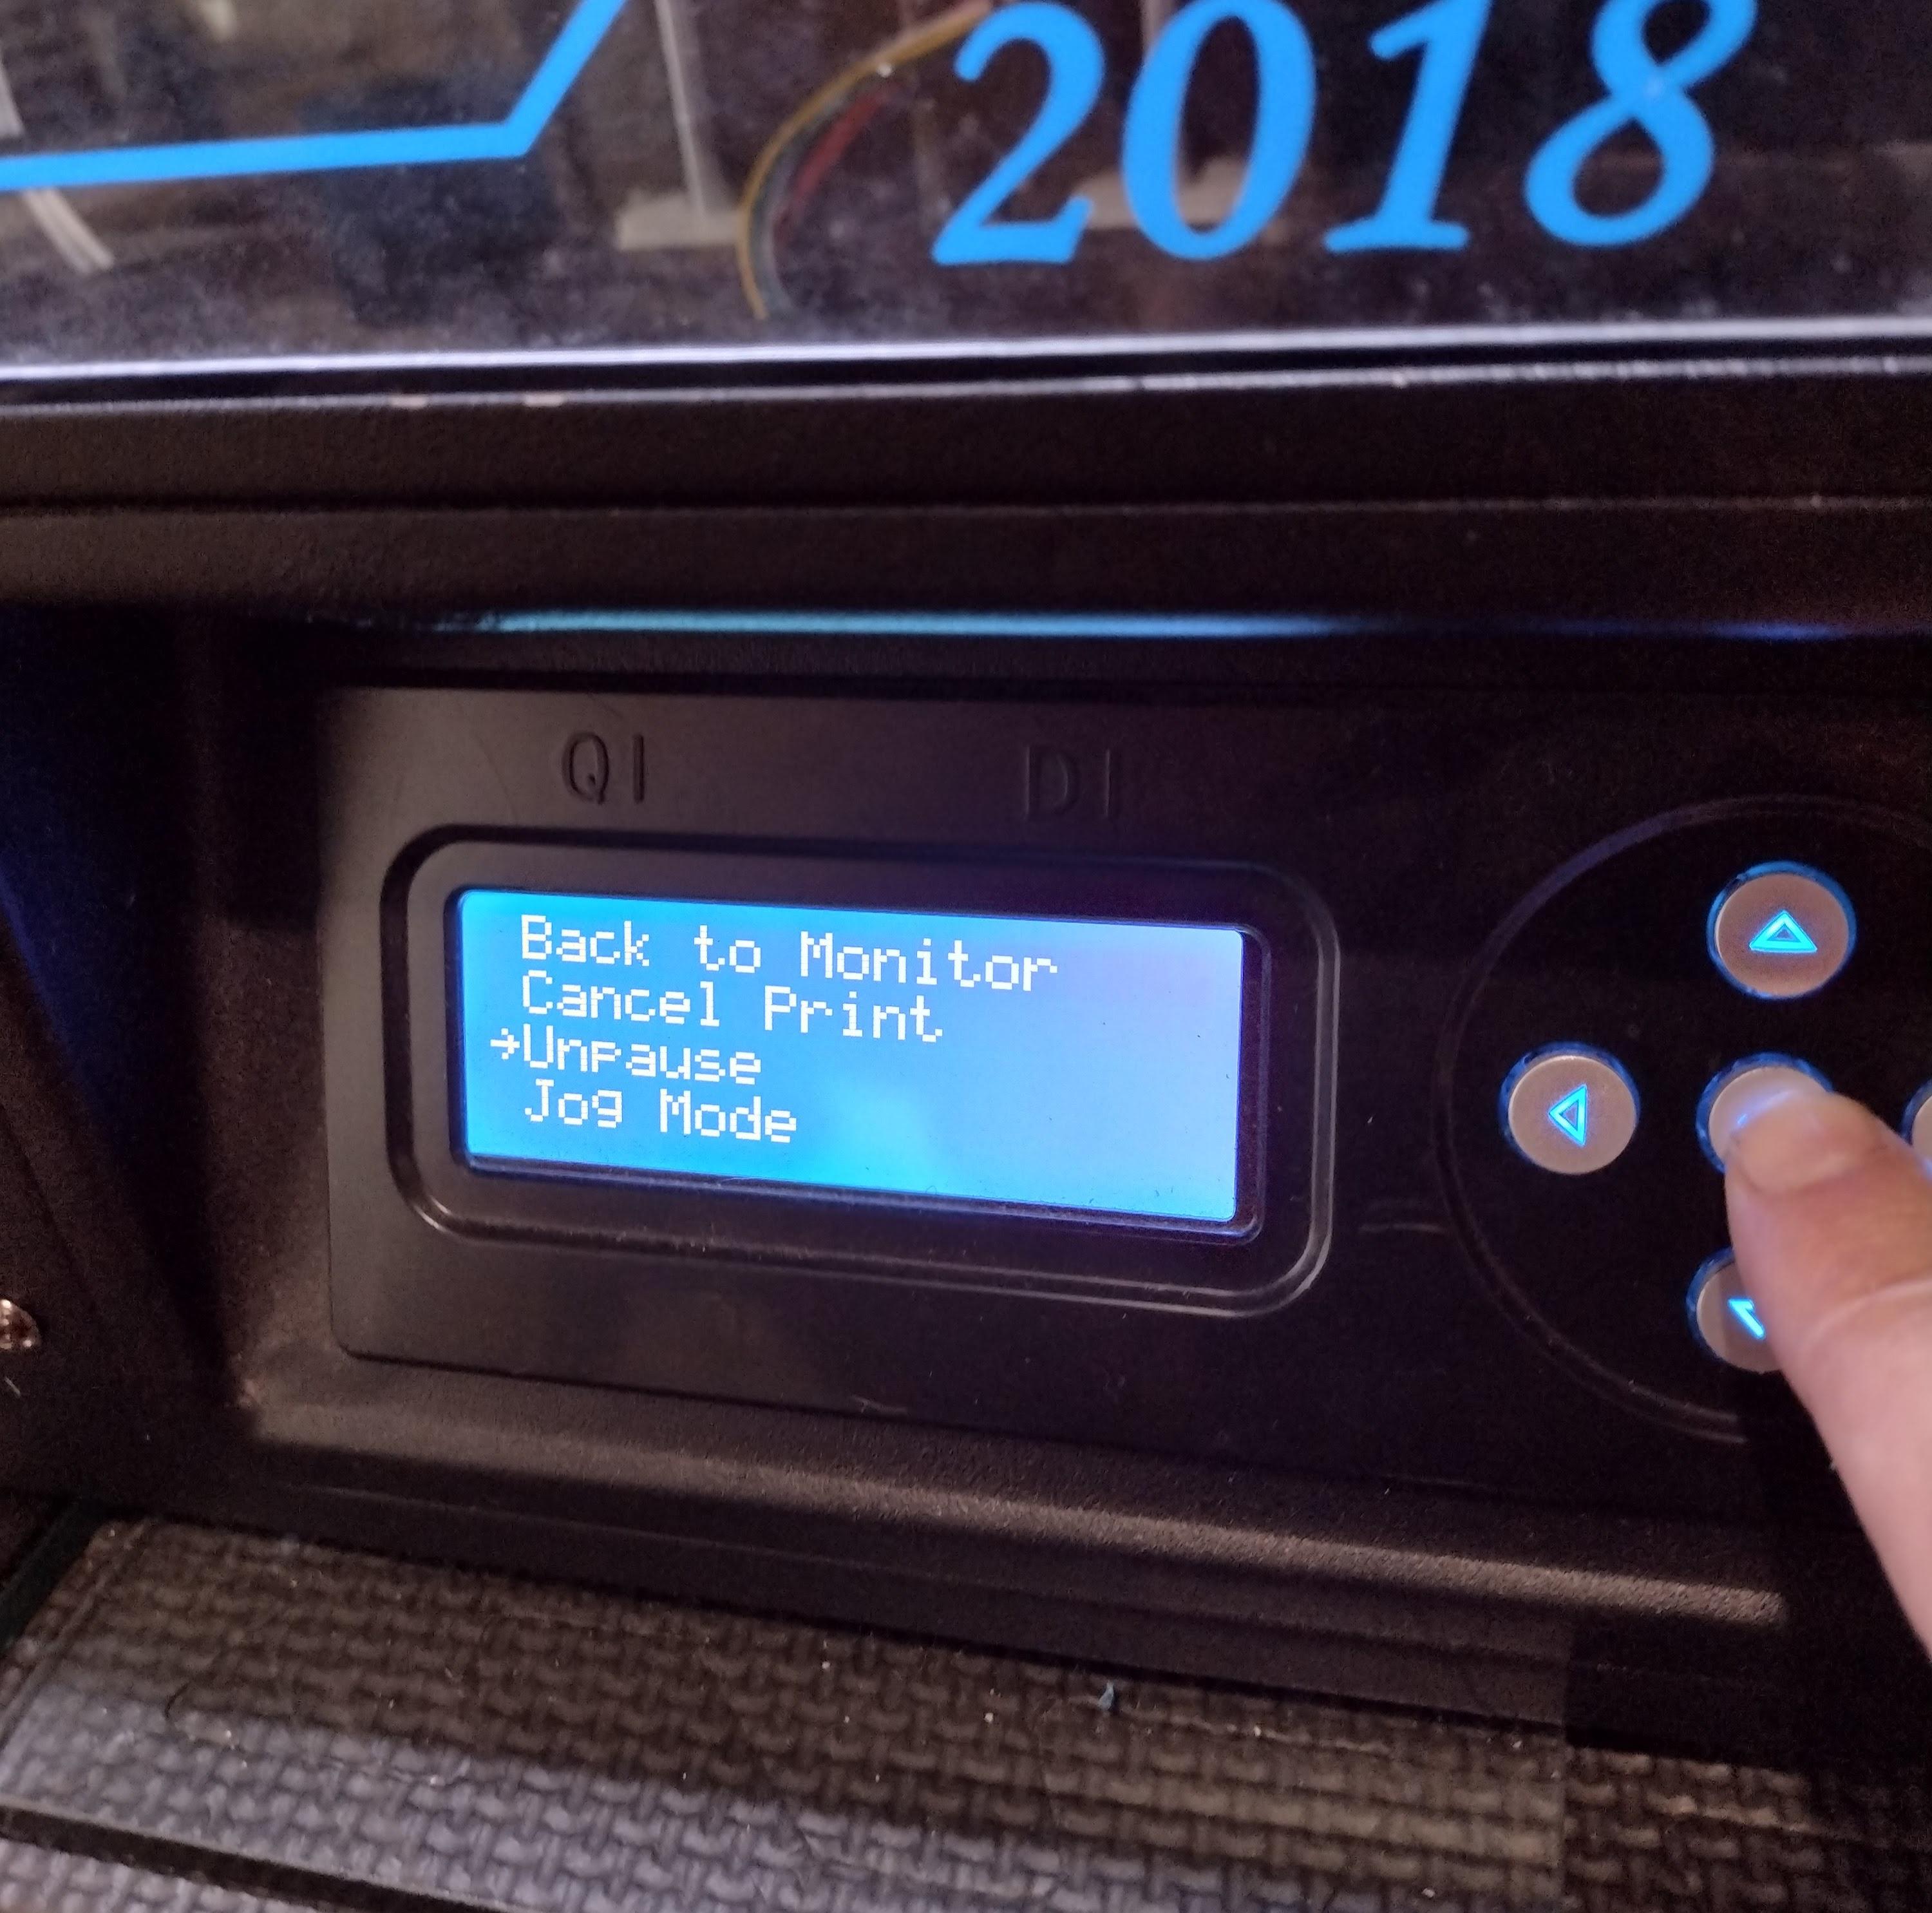 2018
QI DI
Back to Monitor
Cancel Print
→Unpause
Jog Mode